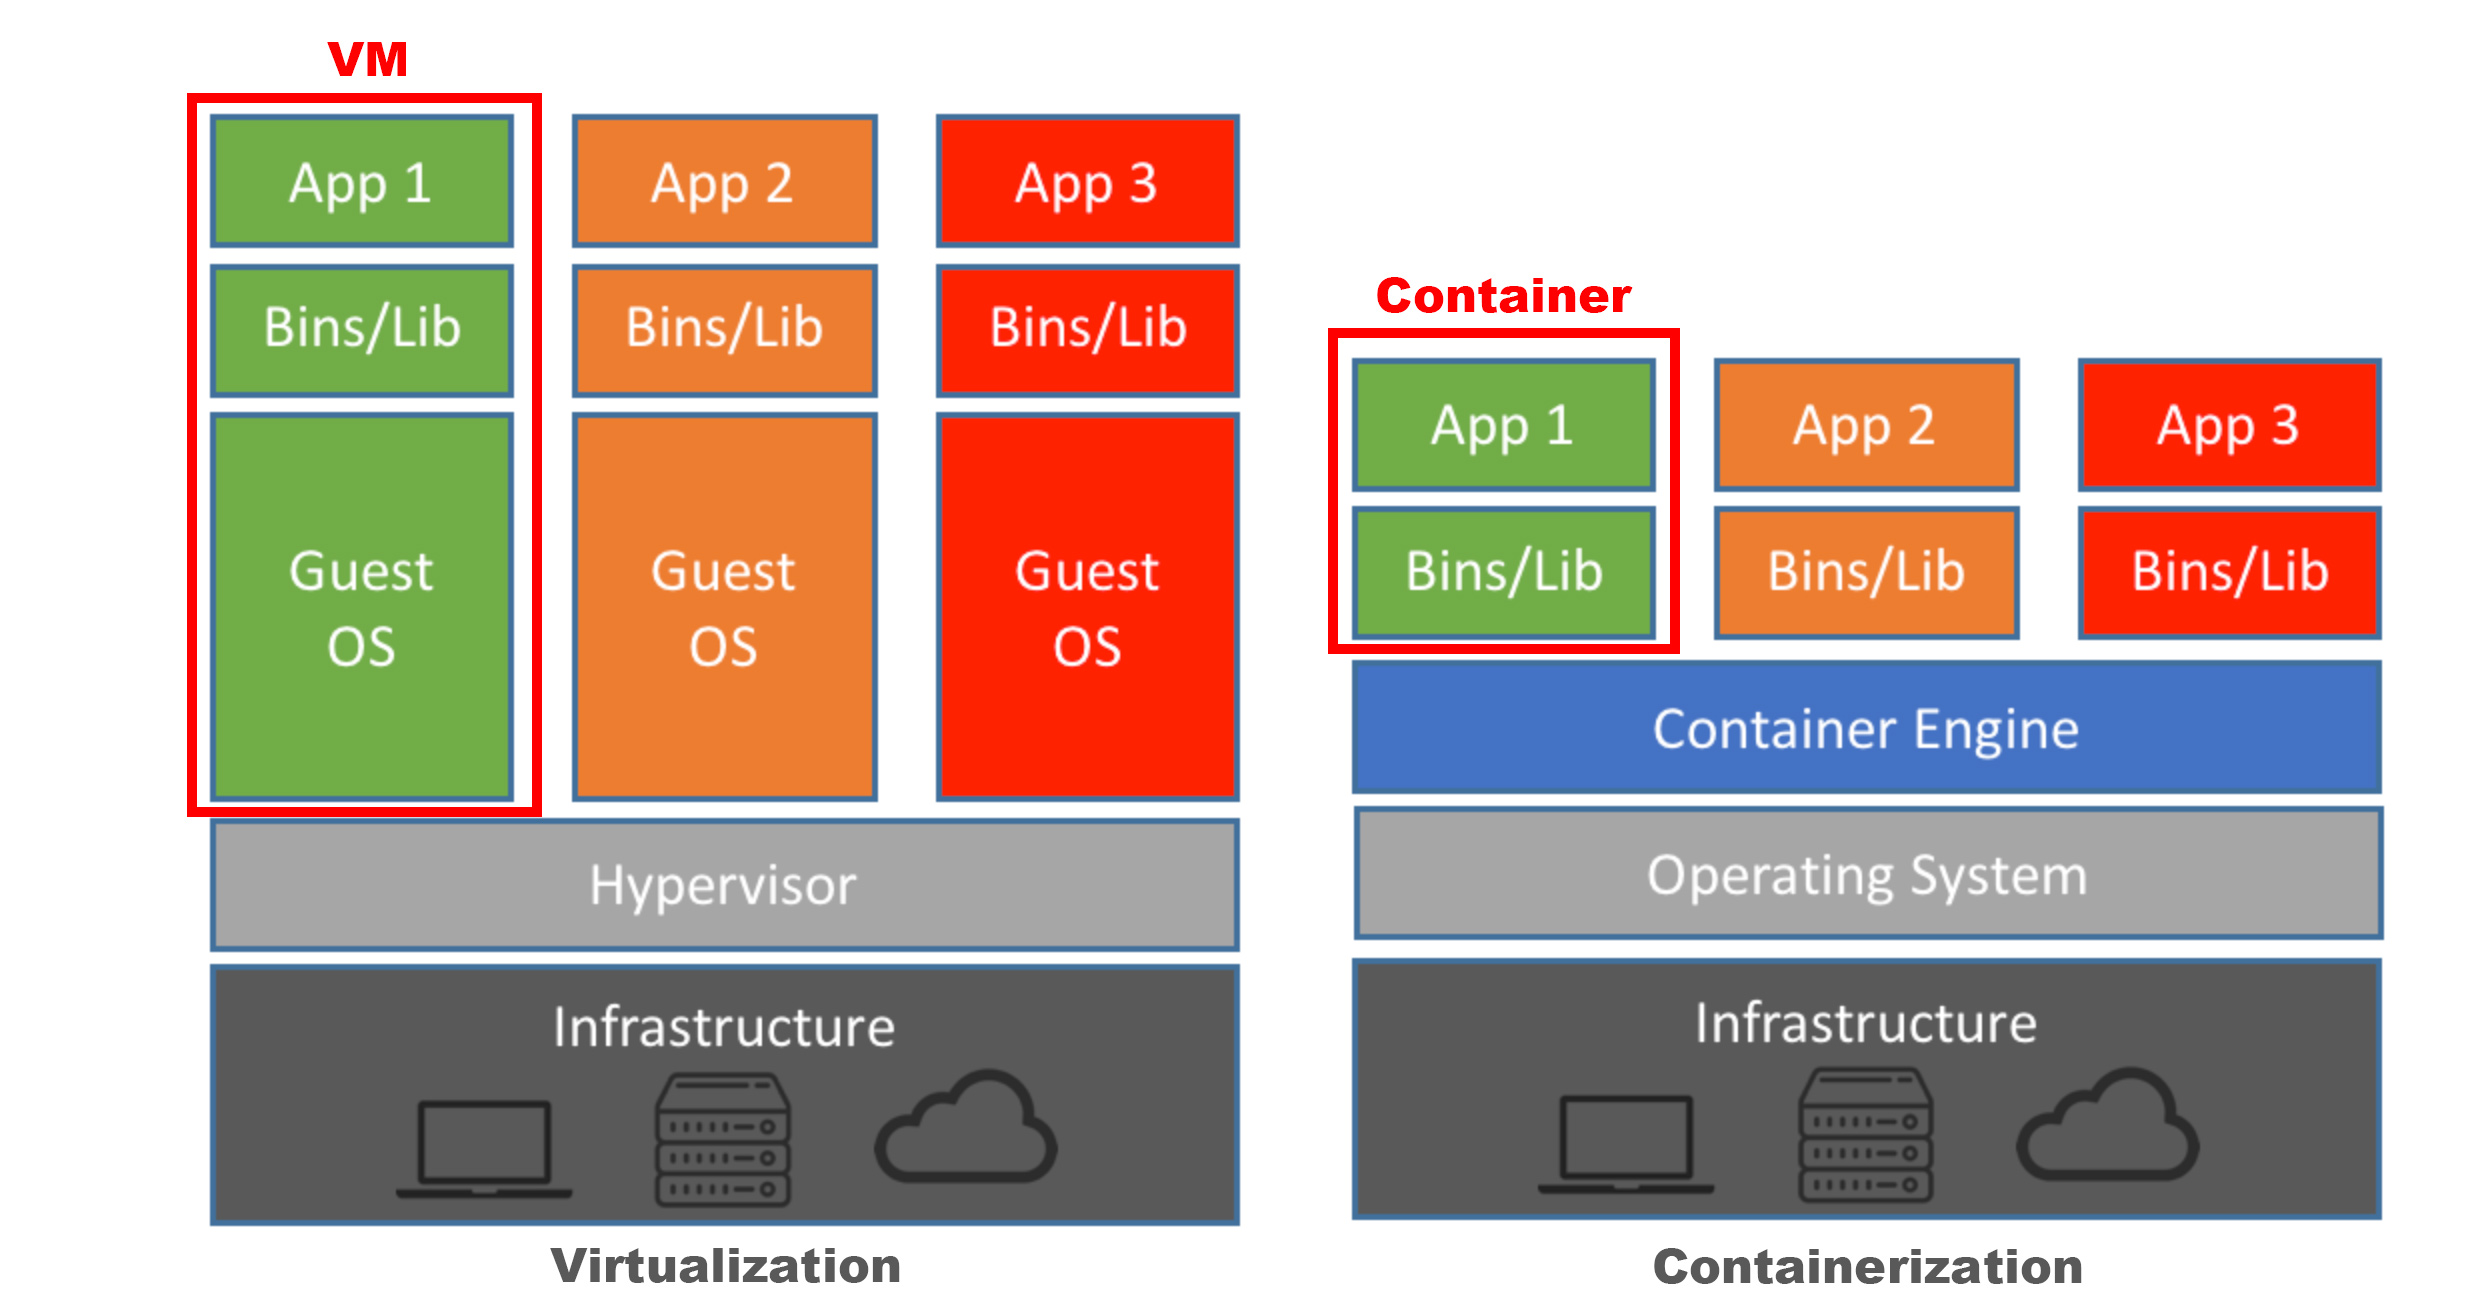 VM
App 1
App 2
App 3
Bins/Lib
Bins/Lib
Bins/Lib
Guest
OS
Guest
OS
Guest
OS
Hypervisor
Infrastructure
Virtualization
Container
App 1
App 2
App 3
Bins/Lib
Bins/Lib
Bins/Lib
Container Engine
Operating System
Infrastructure
Containerization